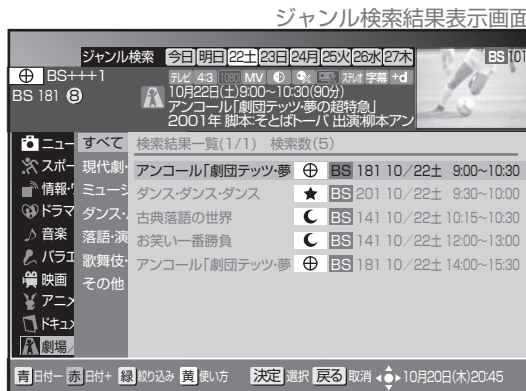 ジャンル検索結果表示画面
ジャンル検索 今日 明日 22土 23日 24月 25火 26水 27木
BS 101
BS+++1
BS 181 ⑧
テレビ 4:3 1080 MV ステレオ 字幕 +d
10月22日(土)9:00~10:30(90分)
アンコール「劇団テッツ・夢の超特急」
2001年 脚本:そとばトーバ 出演:柳本アン
ニュー すべて 検索結果一覧(1/1) 検索数(5)
スポー 現代劇・ アンコール「劇団テッツ・夢 BS 181 10/22土 9:00~10:30
情報・ ミュージ ダンス・ダンス・ダンス ★ BS 201 10/22土 9:30~10:00
ドラマ ダンス・ 古典落語の世界 BS 141 10/22土 10:15~10:30
音楽 落語・演 お笑い一番勝負 BS 141 10/22土 12:00~13:00
バラエ 歌舞伎・ アンコール「劇団テッツ・夢 BS 181 10/22土 14:00~15:30
映画 その他
アニメ
ドキュ
劇場
青 日付ー 赤 日付+ 緑 絞り込み 黄 使い方 決定 選択 戻る 取消 10月20日(木)20:45